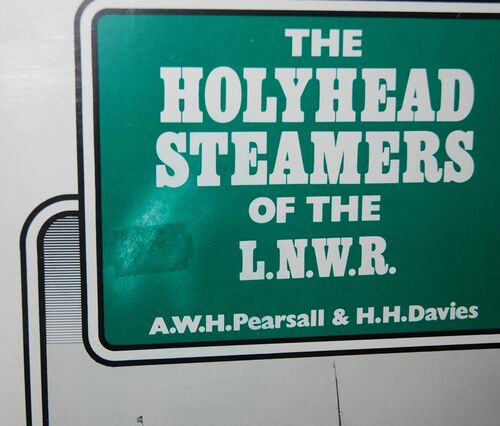 THE
HOLYHEAD
STEAMERS
OF THE
L.N.W.R.
A.W.H.Pearsall & H.H.Davies